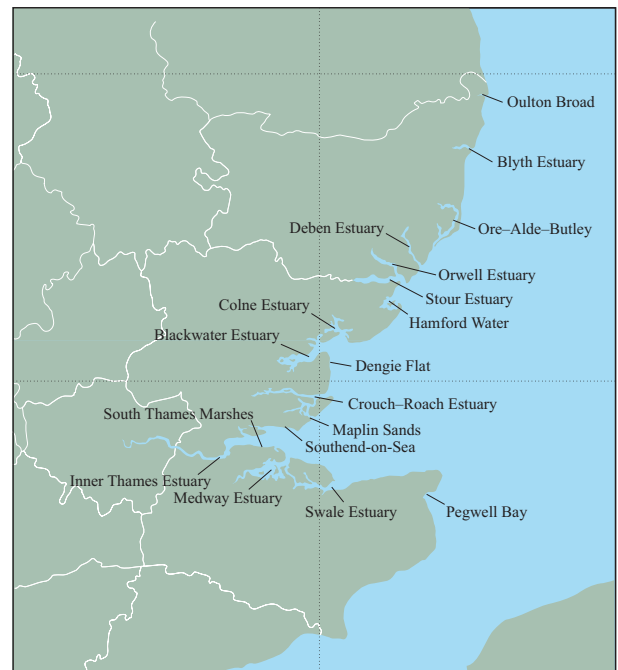 Oulton Broad
Blyth Estuary
Deben Estuary
Ore–Alde–Butley
Orwell Estuary
Stour Estuary
Colne Estuary
Hamford Water
Blackwater Estuary
Dengie Flat
Crouch–Roach Estuary
South Thames Marshes
Maplin Sands
Southend-on-Sea
Inner Thames Estuary
Medway Estuary
Swale Estuary
Pegwell Bay